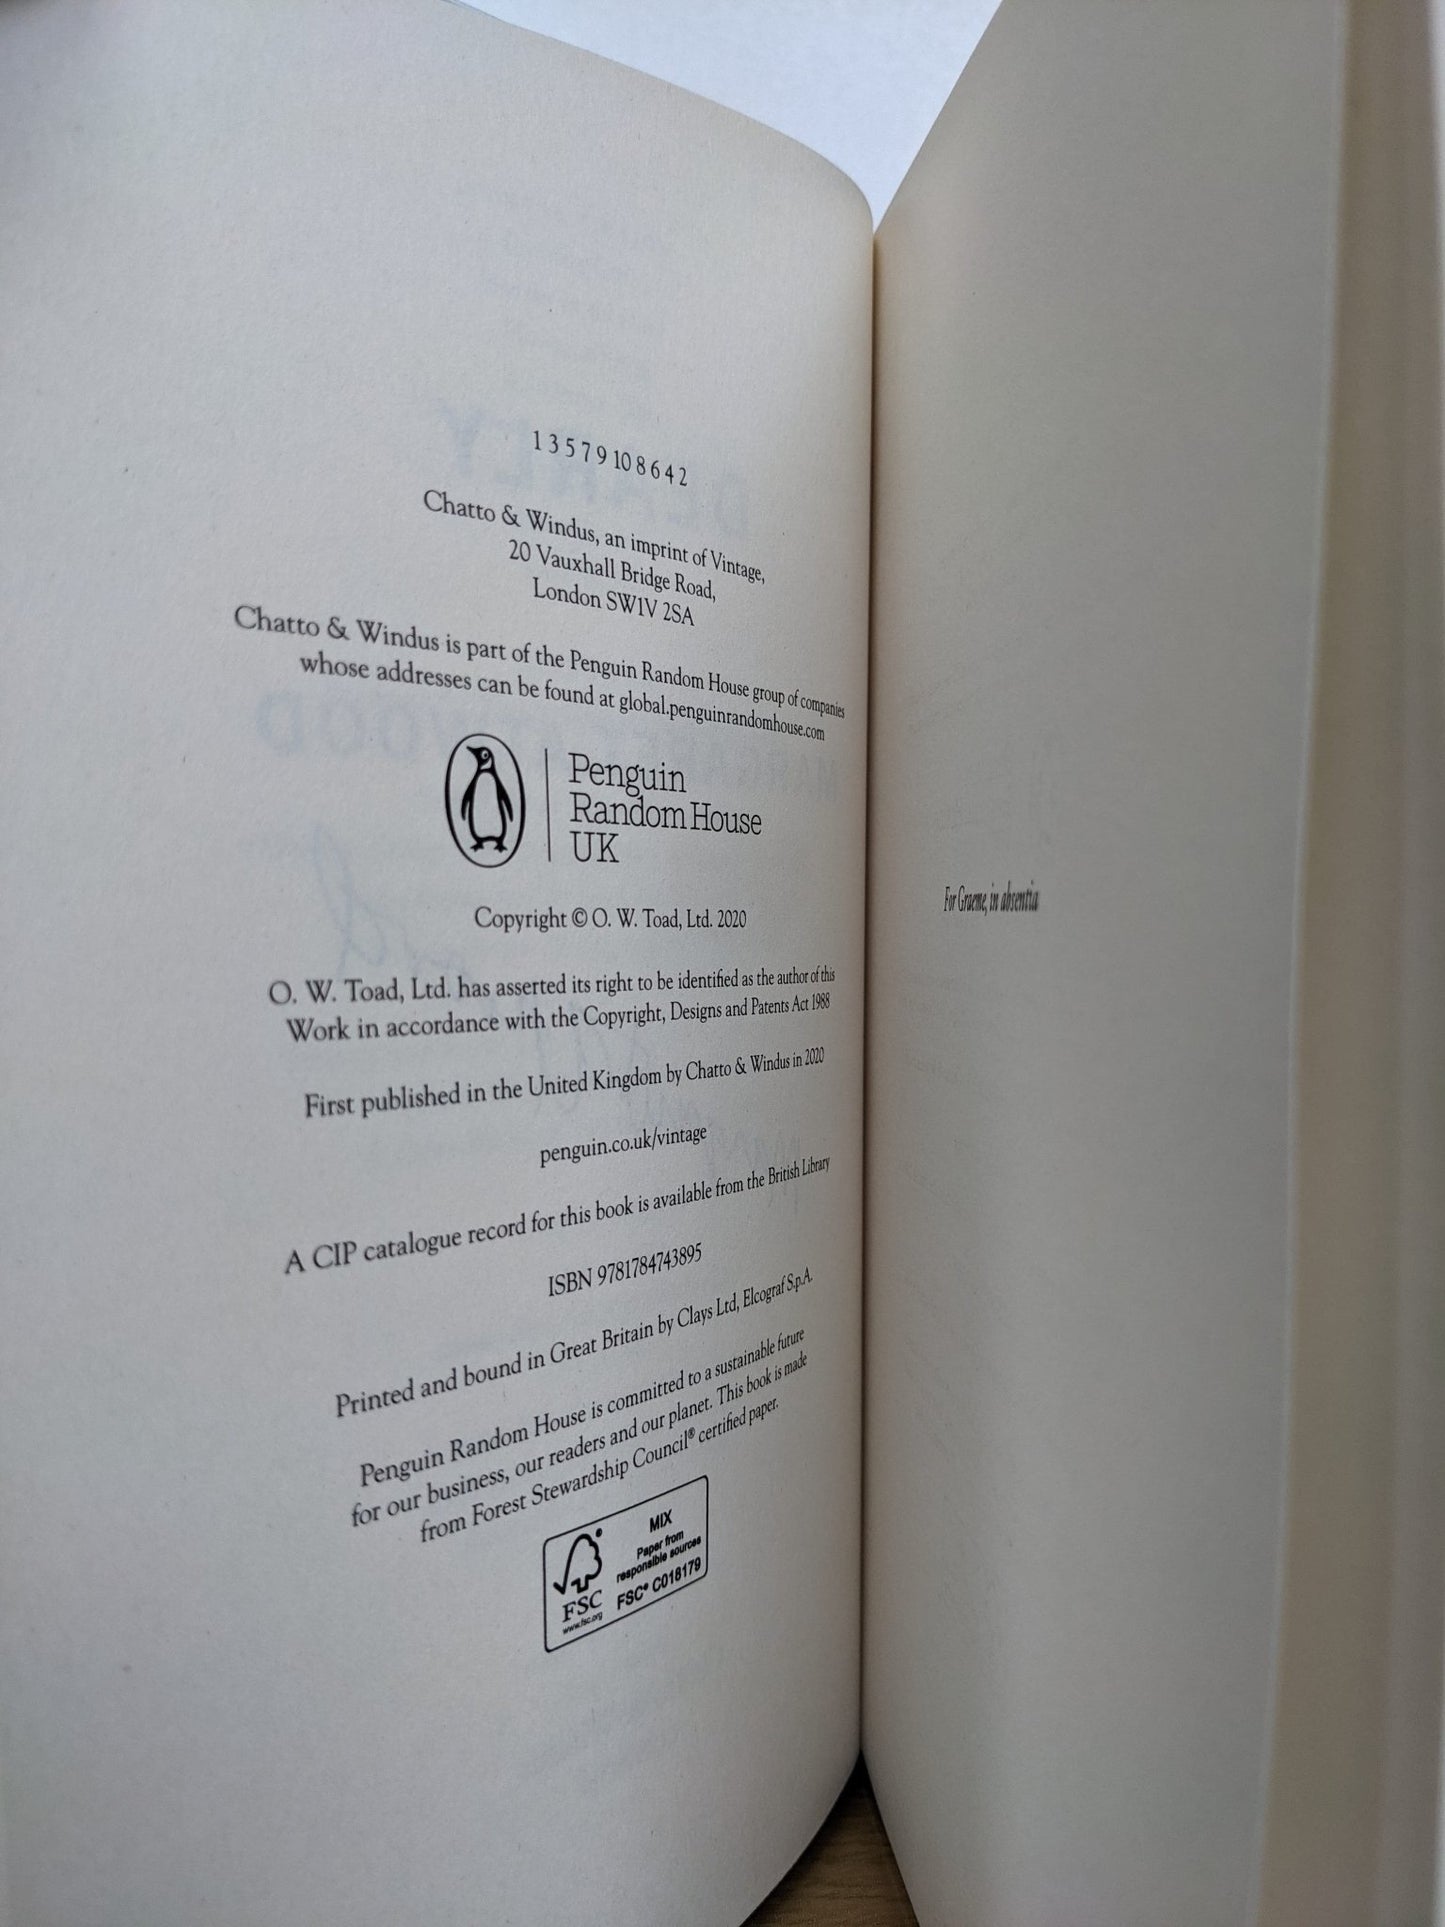 1 3 5 7 9 10 8 6 4 2
Chatto & Windus, an imprint of Vintage,
20 Vauxhall Bridge Road,
London SW1V 2SA
Chatto & Windus is part of the Penguin Random House group of companies
whose addresses can be found at global.penguinrandomhouse.com
Penguin
Random House
UK
Copyright © O. W. Toad, Ltd. 2020
O. W. Toad, Ltd. has asserted its right to be identified as the author of this
Work in accordance with the Copyright, Designs and Patents Act 1988
First published in the United Kingdom by Chatto & Windus in 2020
penguin.co.uk/vintage
A CIP catalogue record for this book is available from the British Library
ISBN 9781784743895
Printed and bound in Great Britain by Clays Ltd, Elcograf S.p.A.
Penguin Random House is committed to a sustainable future
for our business, our readers and our planet. This book is made
from Forest Stewardship Council® certified paper.
FSC
www.fsc.org
MIX
Paper from
responsible sources
FSC® C018179
For Graeme, in absentia